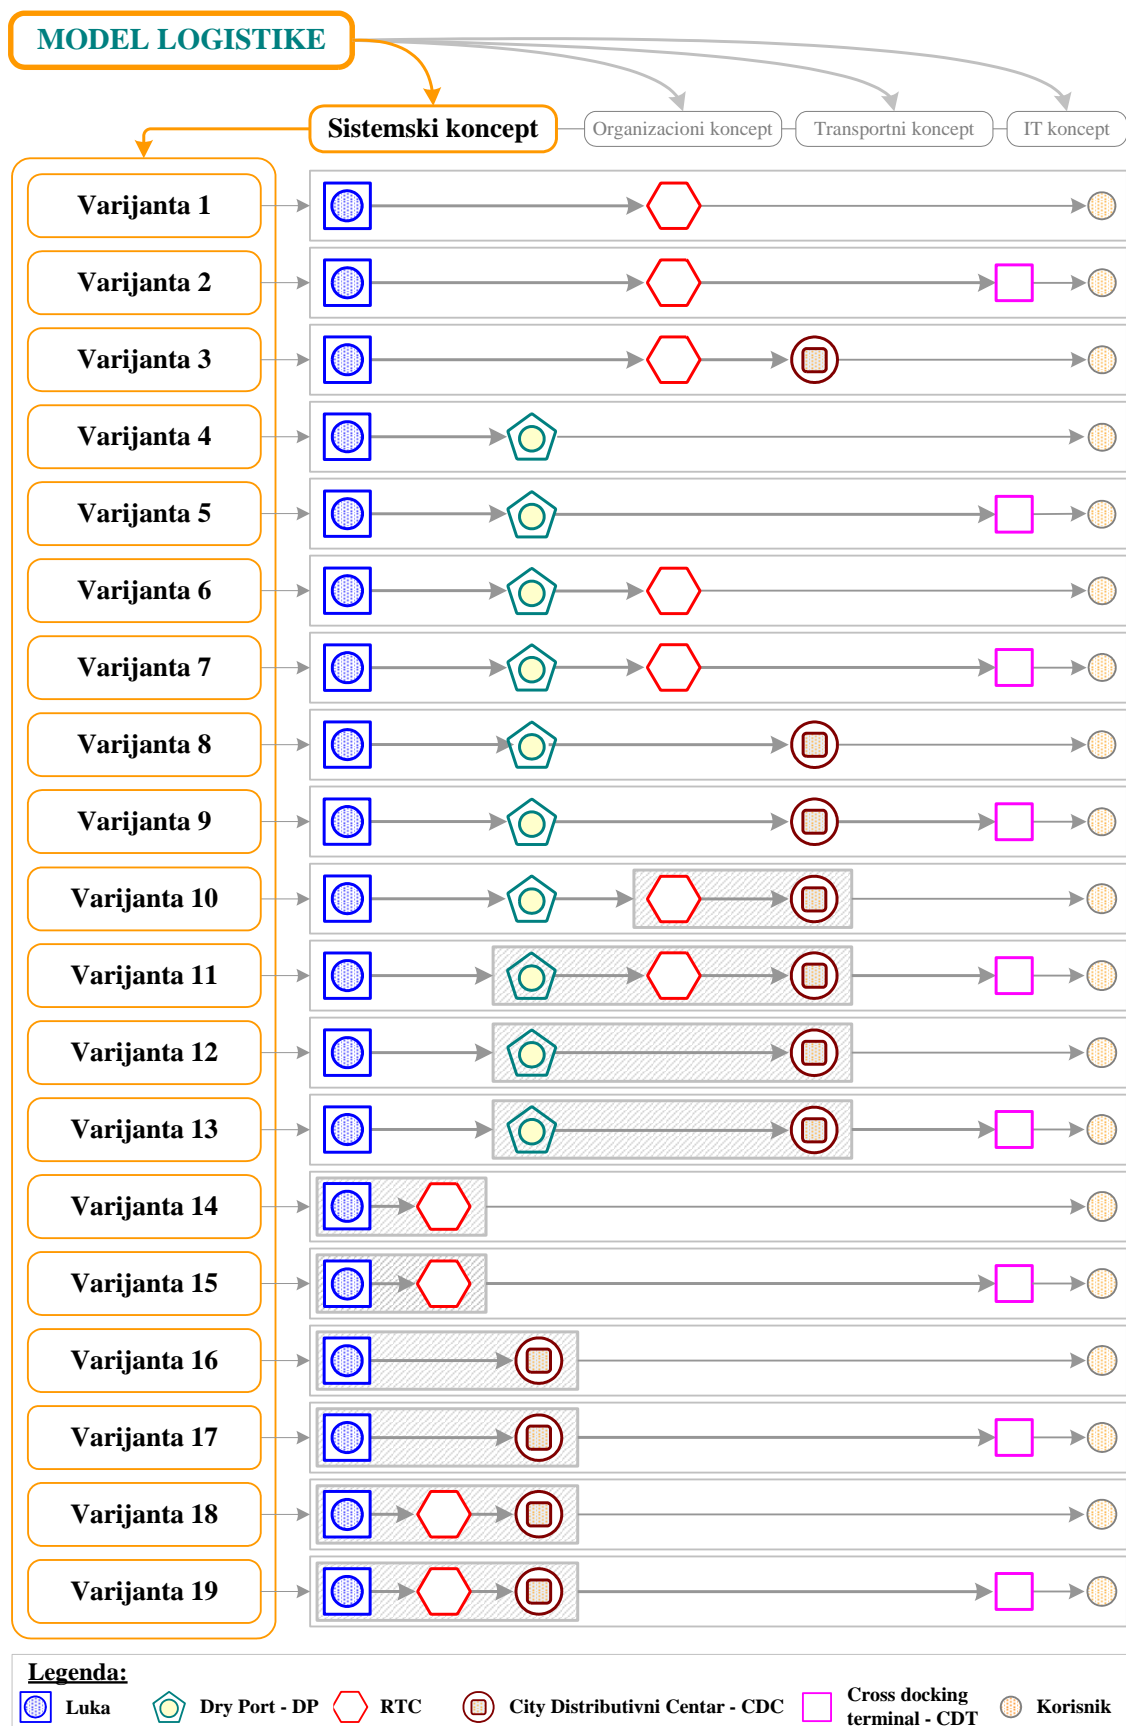 MODEL LOGISTIKE
Sistemski koncept
Organizacioni koncept
Transportni koncept
IT koncept
Varijanta 1
Varijanta 2
Varijanta 3
Varijanta 4
Varijanta 5
Varijanta 6
Varijanta 7
Varijanta 8
Varijanta 9
Varijanta 10
Varijanta 11
Varijanta 12
Varijanta 13
Varijanta 14
Varijanta 15
Varijanta 16
Varijanta 17
Varijanta 18
Varijanta 19
Legenda:
Luka
Dry Port - DP
RTC
City Distributivni Centar - CDC
Cross docking
terminal - CDT
Korisnik